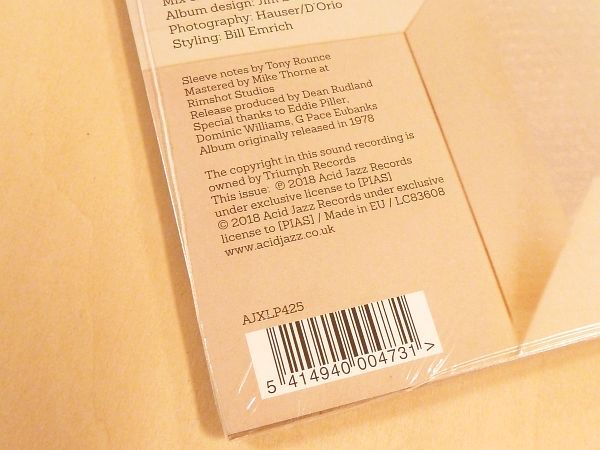 Album design: Jim
Photography: Hauser/D'Orio
Styling: Bill Emrich
Sleeve notes by Tony Rounce
Mastered by Mike Thorne at
Rimshot Studios
Release produced by Dean Rudland
Special thanks to Eddie Piller,
Dominic Williams, G Pace Eubanks
Album originally released in 1978
The copyright in this sound recording is
owned by Triumph Records
This issue: ℗ 2018 Acid Jazz Records
under exclusive license to [PIAS]
© 2018 Acid Jazz Records under exclusive
license to [PIAS] / Made in EU / LC83608
www.acidjazz.co.uk
AJXLP425
5 414940 004731 >